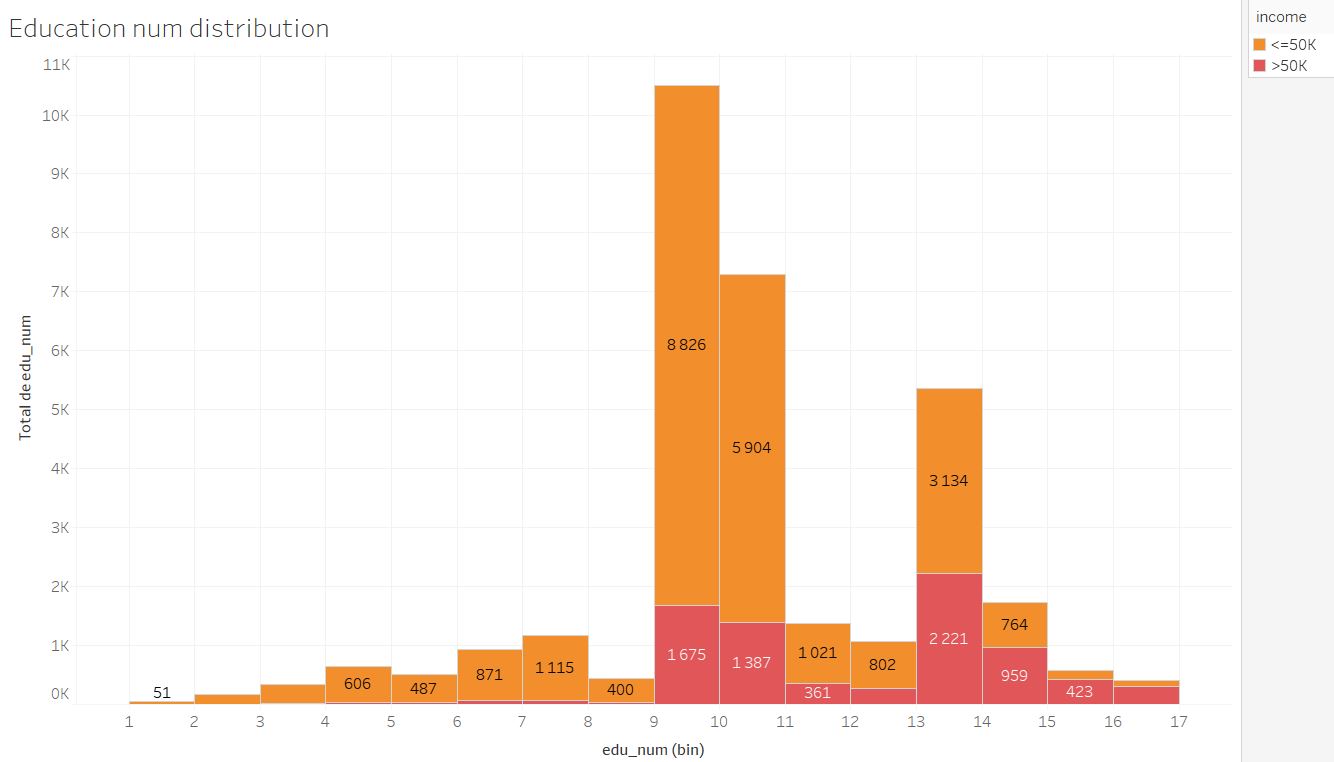 Education num distribution
income
<=50K
>50K
11K
10K
9K
8K
7K
6K
5K
4K
3K
2K
1K
0K
Total de edu_num
51
606
487
871
1 115
400
8 826
1 675
5 904
1 387
1 021
361
802
3 134
2 221
764
959
423
1 2 3 4 5 6 7 8 9 10 11 12 13 14 15 16 17
edu_num (bin)